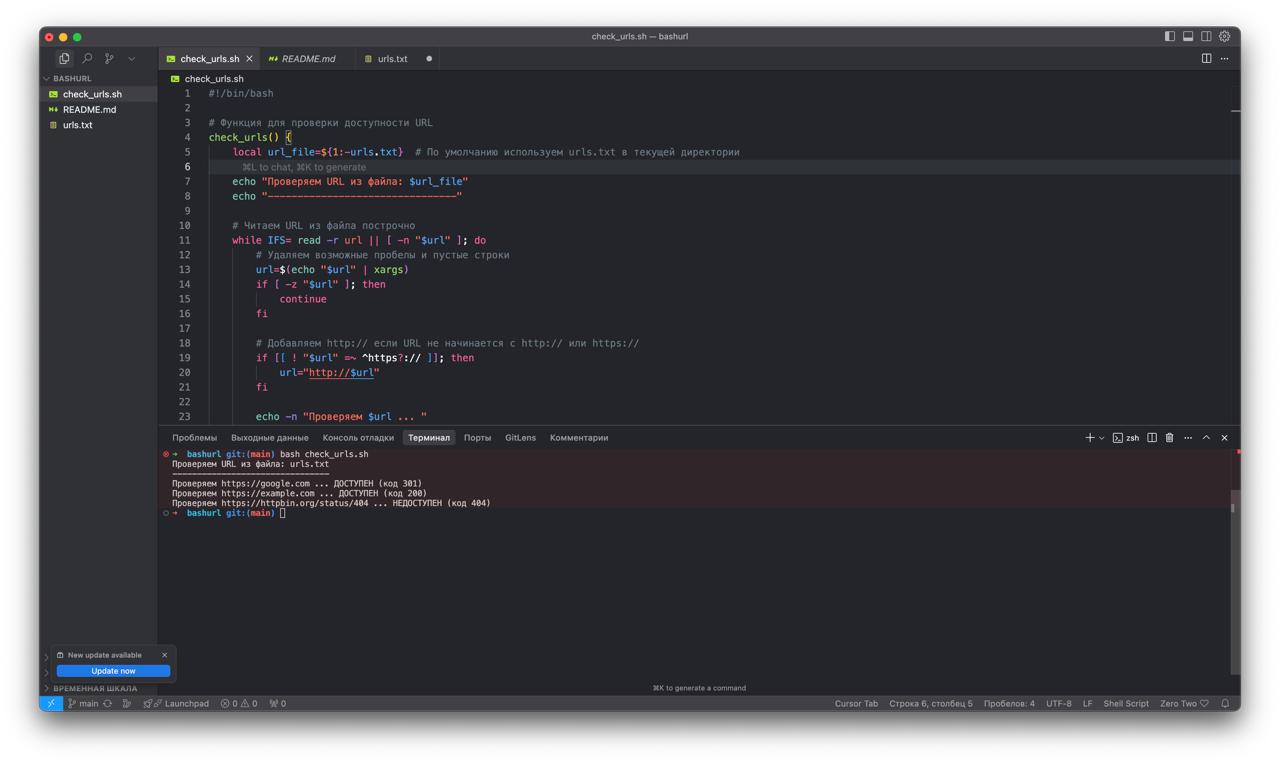 check_urls.sh — bashurl
check_urls.sh
README.md
urls.txt
BASHURL
check_urls.sh
README.md
urls.txt
check_urls.sh
1 #!/bin/bash
2
3 # Функция для проверки доступности URL
4 check_urls() {
5 local url_file=${1:-urls.txt} # По умолчанию используем urls.txt в текущей директории
6 ⌘L to chat, ⌘K to generate
7 echo "Проверяем URL из файла: $url_file"
8 echo "--------------------------------"
9
10 # Читаем URL из файла построчно
11 while IFS= read -r url || [ -n "$url" ]; do
12 # Удаляем возможные пробелы и пустые строки
13 url=$(echo "$url" | xargs)
14 if [ -z "$url" ]; then
15 continue
16 fi
17
18 # Добавляем http:// если URL не начинается с http:// или https://
19 if [[ ! "$url" =~ ^https?:// ]]; then
20 url="http://$url"
21 fi
22
23 echo -n "Проверяем $url ... "
Проблемы Выходные данные Консоль отладки Терминал Порты GitLens Комментарии
zsh
bashurl git:(main) bash check_urls.sh
Проверяем URL из файла: urls.txt
--------------------------------
Проверяем https://google.com ... ДОСТУПЕН (код 301)
Проверяем https://example.com ... ДОСТУПЕН (код 200)
Проверяем https://httpbin.org/status/404 ... НЕДОСТУПЕН (код 404)
bashurl git:(main)
New update available
Update now
ВРЕМЕННАЯ ШКАЛА
⌘K to generate a command
main Launchpad 0 0 0 Cursor Tab Строка 6, столбец 5 Пробелов: 4 UTF-8 LF Shell Script Zero Two